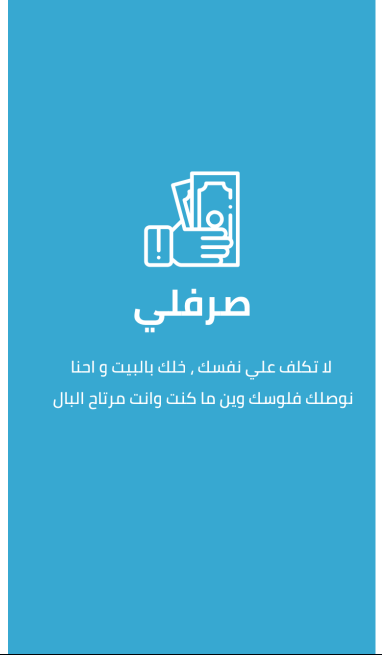 صرفلي
لا تكلف علي نفسك , خلك بالبيت و احنا
نوصلك فلوسك وين ما كنت وانت مرتاح البال